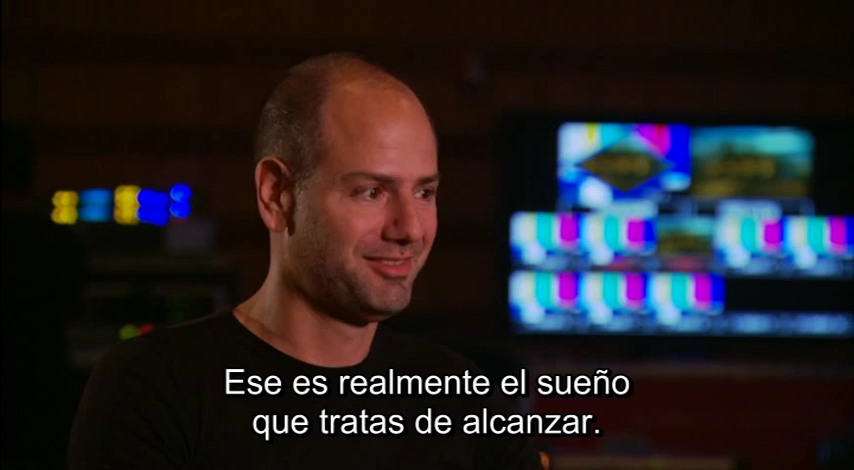 Ese es realmente el sueño
que tratas de alcanzar.